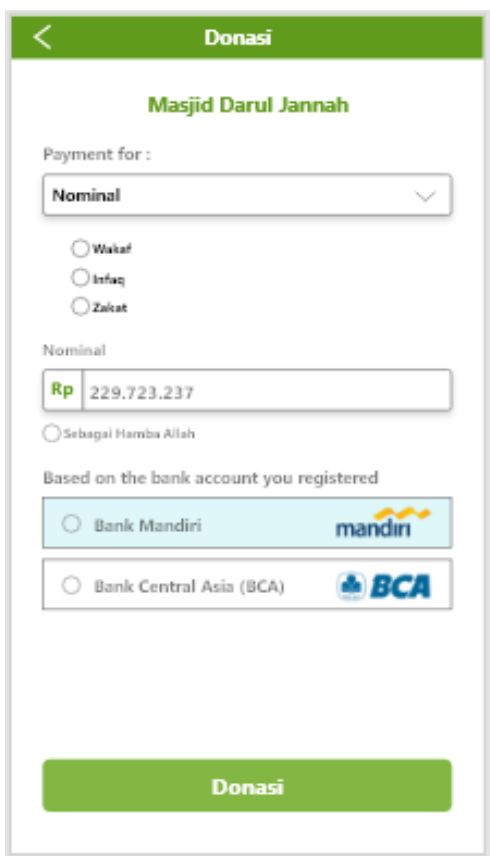 Donasi
Masjid Darul Jannah
Payment for :
Nominal
Wakaf
Infaq
Zakat
Nominal
Rp 229.723.237
Sebagai Hamba Allah
Based on the bank account you registered
Bank Mandiri mandiri
Bank Central Asia (BCA) BCA
Donasi